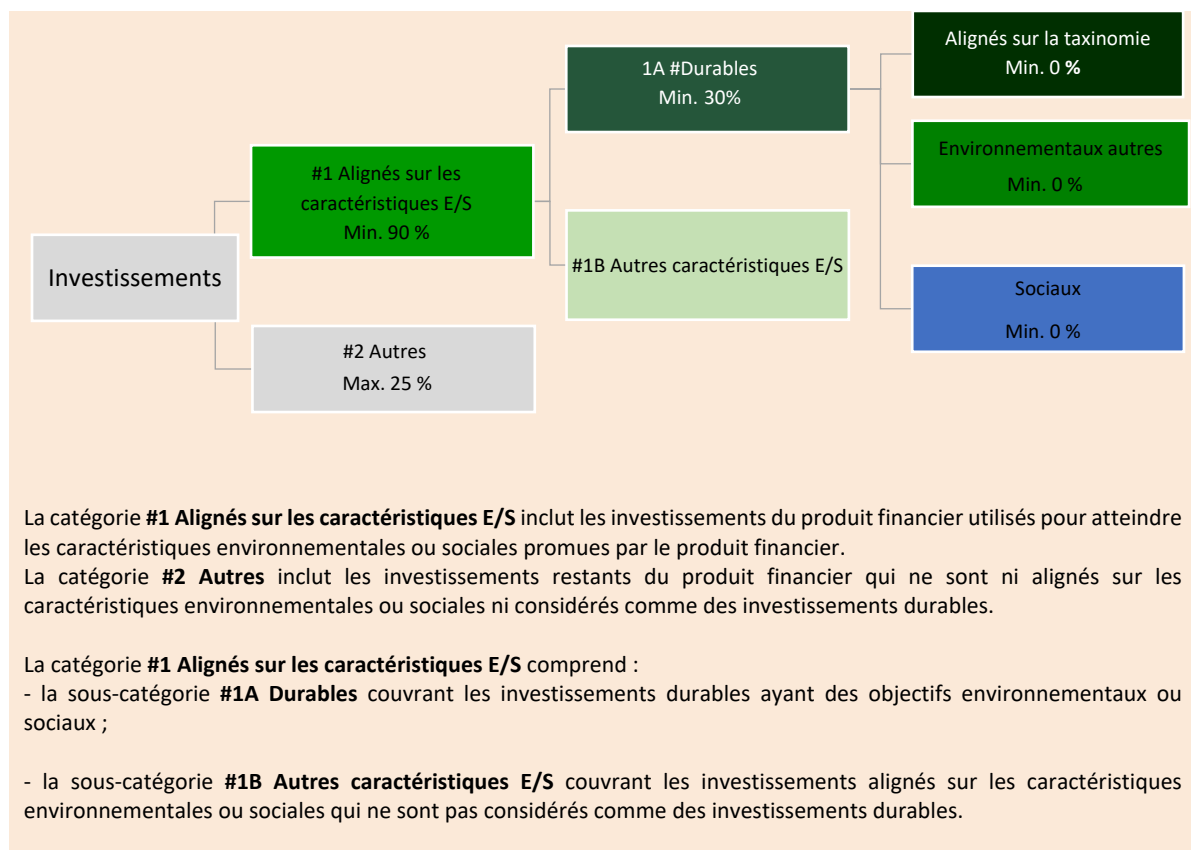 Investissements
#1 Alignés sur les
caractéristiques E/S
Min. 90 %
#2 Autres
Max. 25 %
1A #Durables
Min. 30%
#1B Autres caractéristiques E/S
Alignés sur la taxinomie
Min. 0 %
Environmentaux autres
Min. 0 %
Sociaux
Min. 0 %
La catégorie #1 Alignés sur les caractéristiques E/S inclut les investissements du produit financier utilisés pour atteindre
les caractéristiques environnementales ou sociales promues par le produit financier.
La catégorie #2 Autres inclut les investissements restants du produit financier qui ne sont ni alignés sur les
caractéristiques environnementales ou sociales ni considérés comme des investissements durables.
La catégorie #1 Alignés sur les caractéristiques E/S comprend :
- la sous-catégorie #1A Durables couvrant les investissements durables ayant des objectifs environnementaux ou
sociaux ;
- la sous-catégorie #1B Autres caractéristiques E/S couvrant les investissements alignés sur les caractéristiques
environnementales ou sociales qui ne sont pas considérés comme des investissements durables.